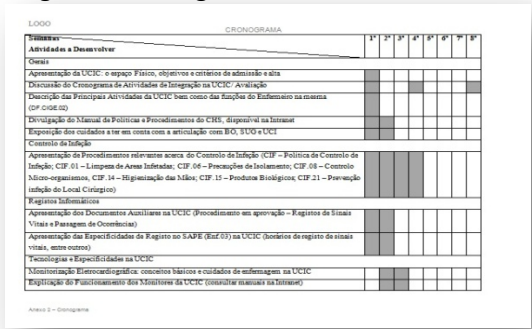 LOGO
CRONOGRAMA
Semanas
1ª 2ª 3ª 4ª 5ª 6ª 7ª 8ª
Atividades a Desenvolver
Gerais
Apresentação da UCIC: o espaço Físico, objetivos e critérios de admissão e alta
Discussão do Cronograma de Atividades de Integração na UCIC/ Avaliação
Descrição das Principais Atividades da UCIC bem como das funções do Enfermeiro na mesma
(DF.CIGE.02)
Divulgação do Manual de Políticas e Procedimentos do CHS, disponível na Intranet
Exposição dos cuidados a ter em conta com a articulação com BO, SUG e UCI
Controlo de Infeção
Apresentação de Procedimentos relevantes acerca do Controlo de Infeção (CIF – Política de Controlo de
Infeção; CIF.01 – Limpeza de Areas Infetadas; CIF.06 – Precauções de Isolamento; CIF.08 – Controlo
Micro-organismos, CIF.14 – Higienização das Mãos; CIF.15 – Produtos Biológicos; CIF.21 – Prevenção
infeção do Local Cirúrgico)
Registos Informáticos
Apresentação dos Documentos Auxiliares na UCIC (Procedimento em aprovação – Registos de Sinais
Vitais e Passagem de Ocorrências)
Apresentação das Especificidades de Registo no SAPE (Enf.03) na UCIC (horários de registo de sinais
vitais, entre outros)
Tecnologias e Especificidades na UCIC
Monitorização Eletrocardiográfica: conceitos básicos e cuidados de enfermagem na UCIC
Explicação do Funcionamento dos Monitores da UCIC (consultar manuais na Intranet)
Anexo 2 – Cronograma